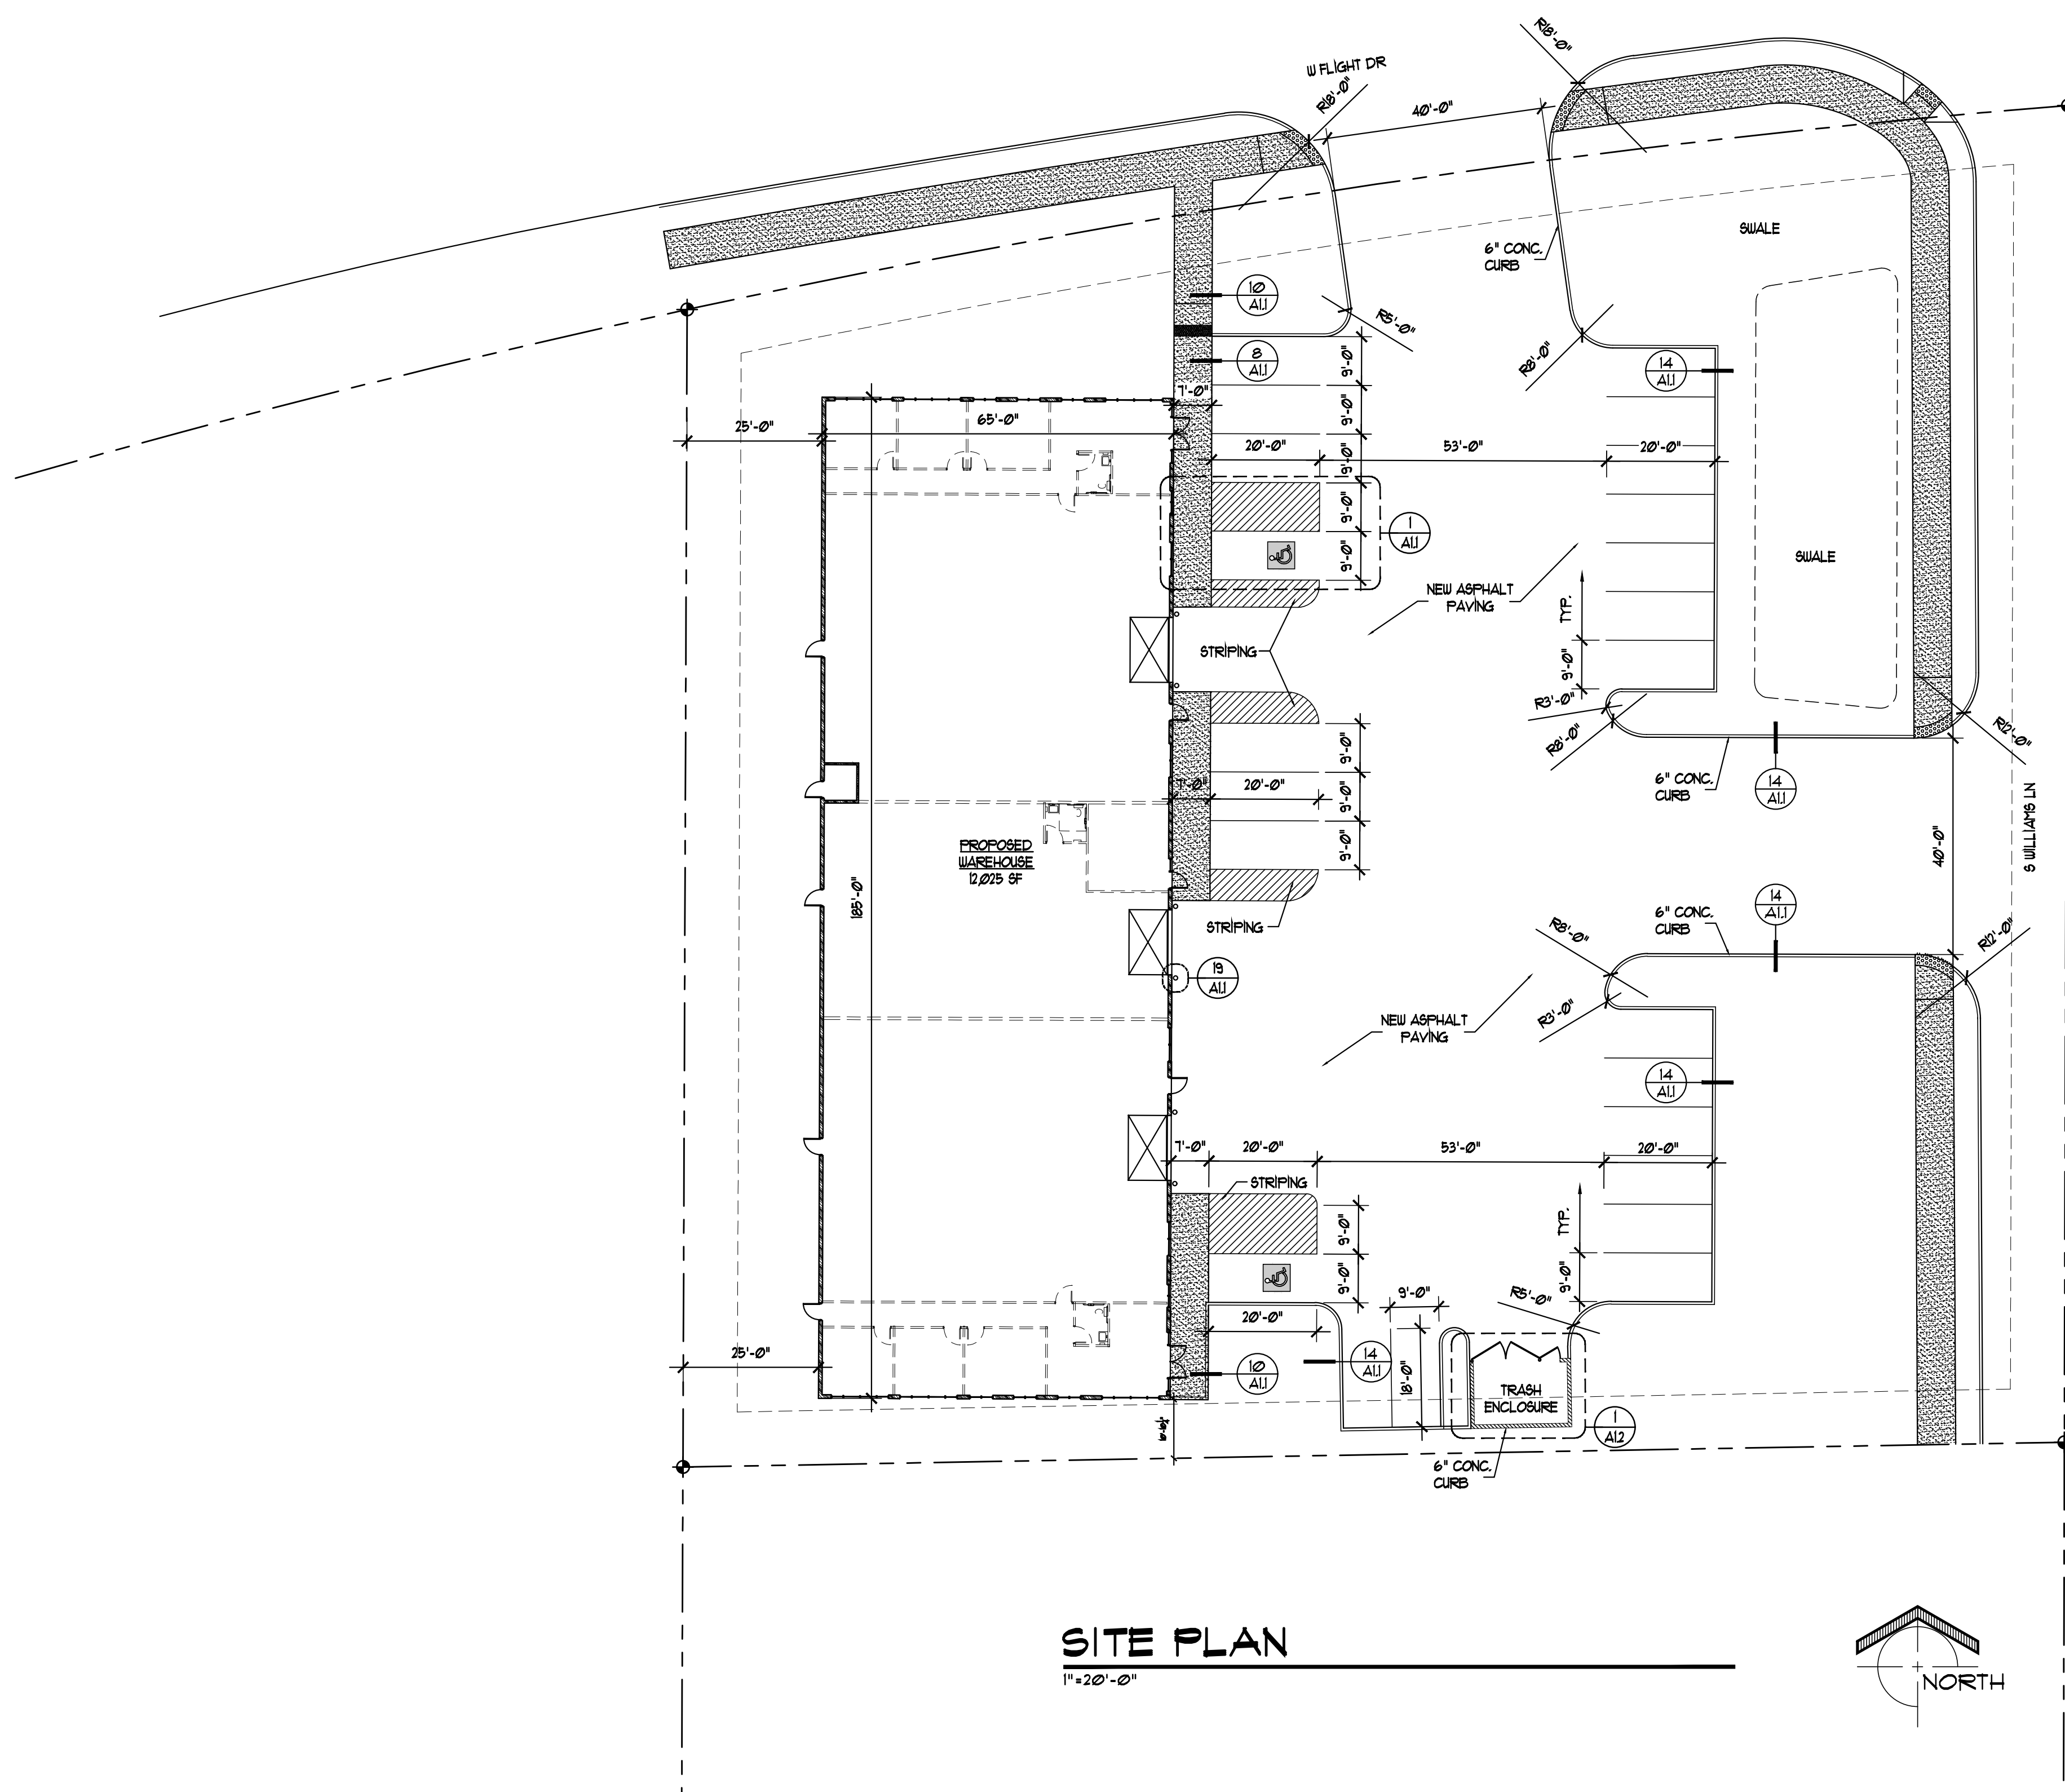 R18'-0"
W FLIGHT DR
R18'-0"
40'-0"
SWALE
6" CONC.
CURB
10
A1.1
R5'-0"
8
A1.1
9'-0"
R8'-0"
14
A1.1
7'-0"
9'-0"
25'-0"
65'-0"
20'-0"
9'-0"
53'-0"
20'-0"
9'-0"
1
A1.1
9'-0"
SWALE
NEW ASPHALT
PAVING
TYP.
STRIPING
9'-0"
R3'-0"
R8'-0"
R12'-0"
9'-0"
7'-0"
20'-0"
9'-0"
6" CONC.
CURB
14
A1.1
S WILLIAMS LN
40'-0"
9'-0"
PROPOSED
WAREHOUSE
12,025 SF
185'-0"
STRIPING
14
A1.1
6" CONC.
CURB
R8'-0"
R12'-0"
19
A1.1
R3'-0"
NEW ASPHALT
PAVING
14
A1.1
7'-0"
20'-0"
53'-0"
20'-0"
STRIPING
9'-0"
TYP.
9'-0"
9'-0"
9'-0"
R5'-0"
20'-0"
25'-0"
10
A1.1
14
A1.1
18'-0"
TRASH
ENCLOSURE
1
A1.2
6" CONC.
CURB
SITE PLAN
1"=20'-0"
NORTH